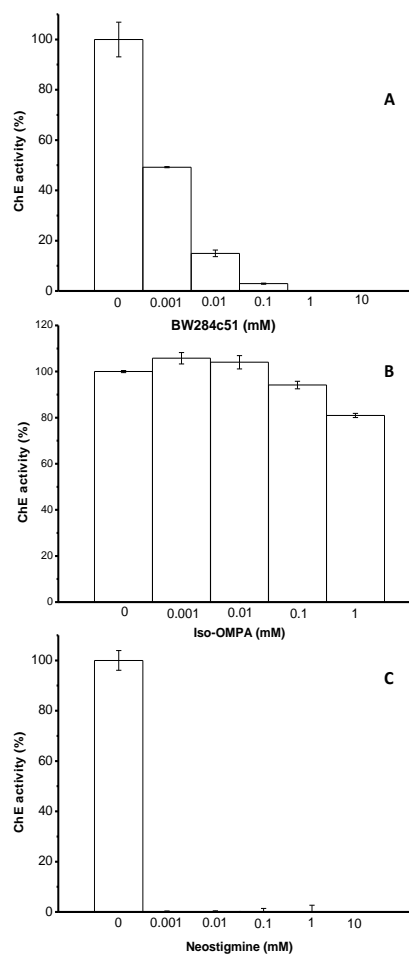 100
80
60
40
20
0
ChE activity (%)
A
0 0.001 0.01 0.1 1 10
BW284c51 (mM)
120
100
80
60
40
20
0
ChE activity (%)
B
0 0.001 0.01 0.1 1
Iso-OMPA (mM)
100
80
60
40
20
0
ChE activity (%)
C
0 0.001 0.01 0.1 1 10
Neostigmine (mM)